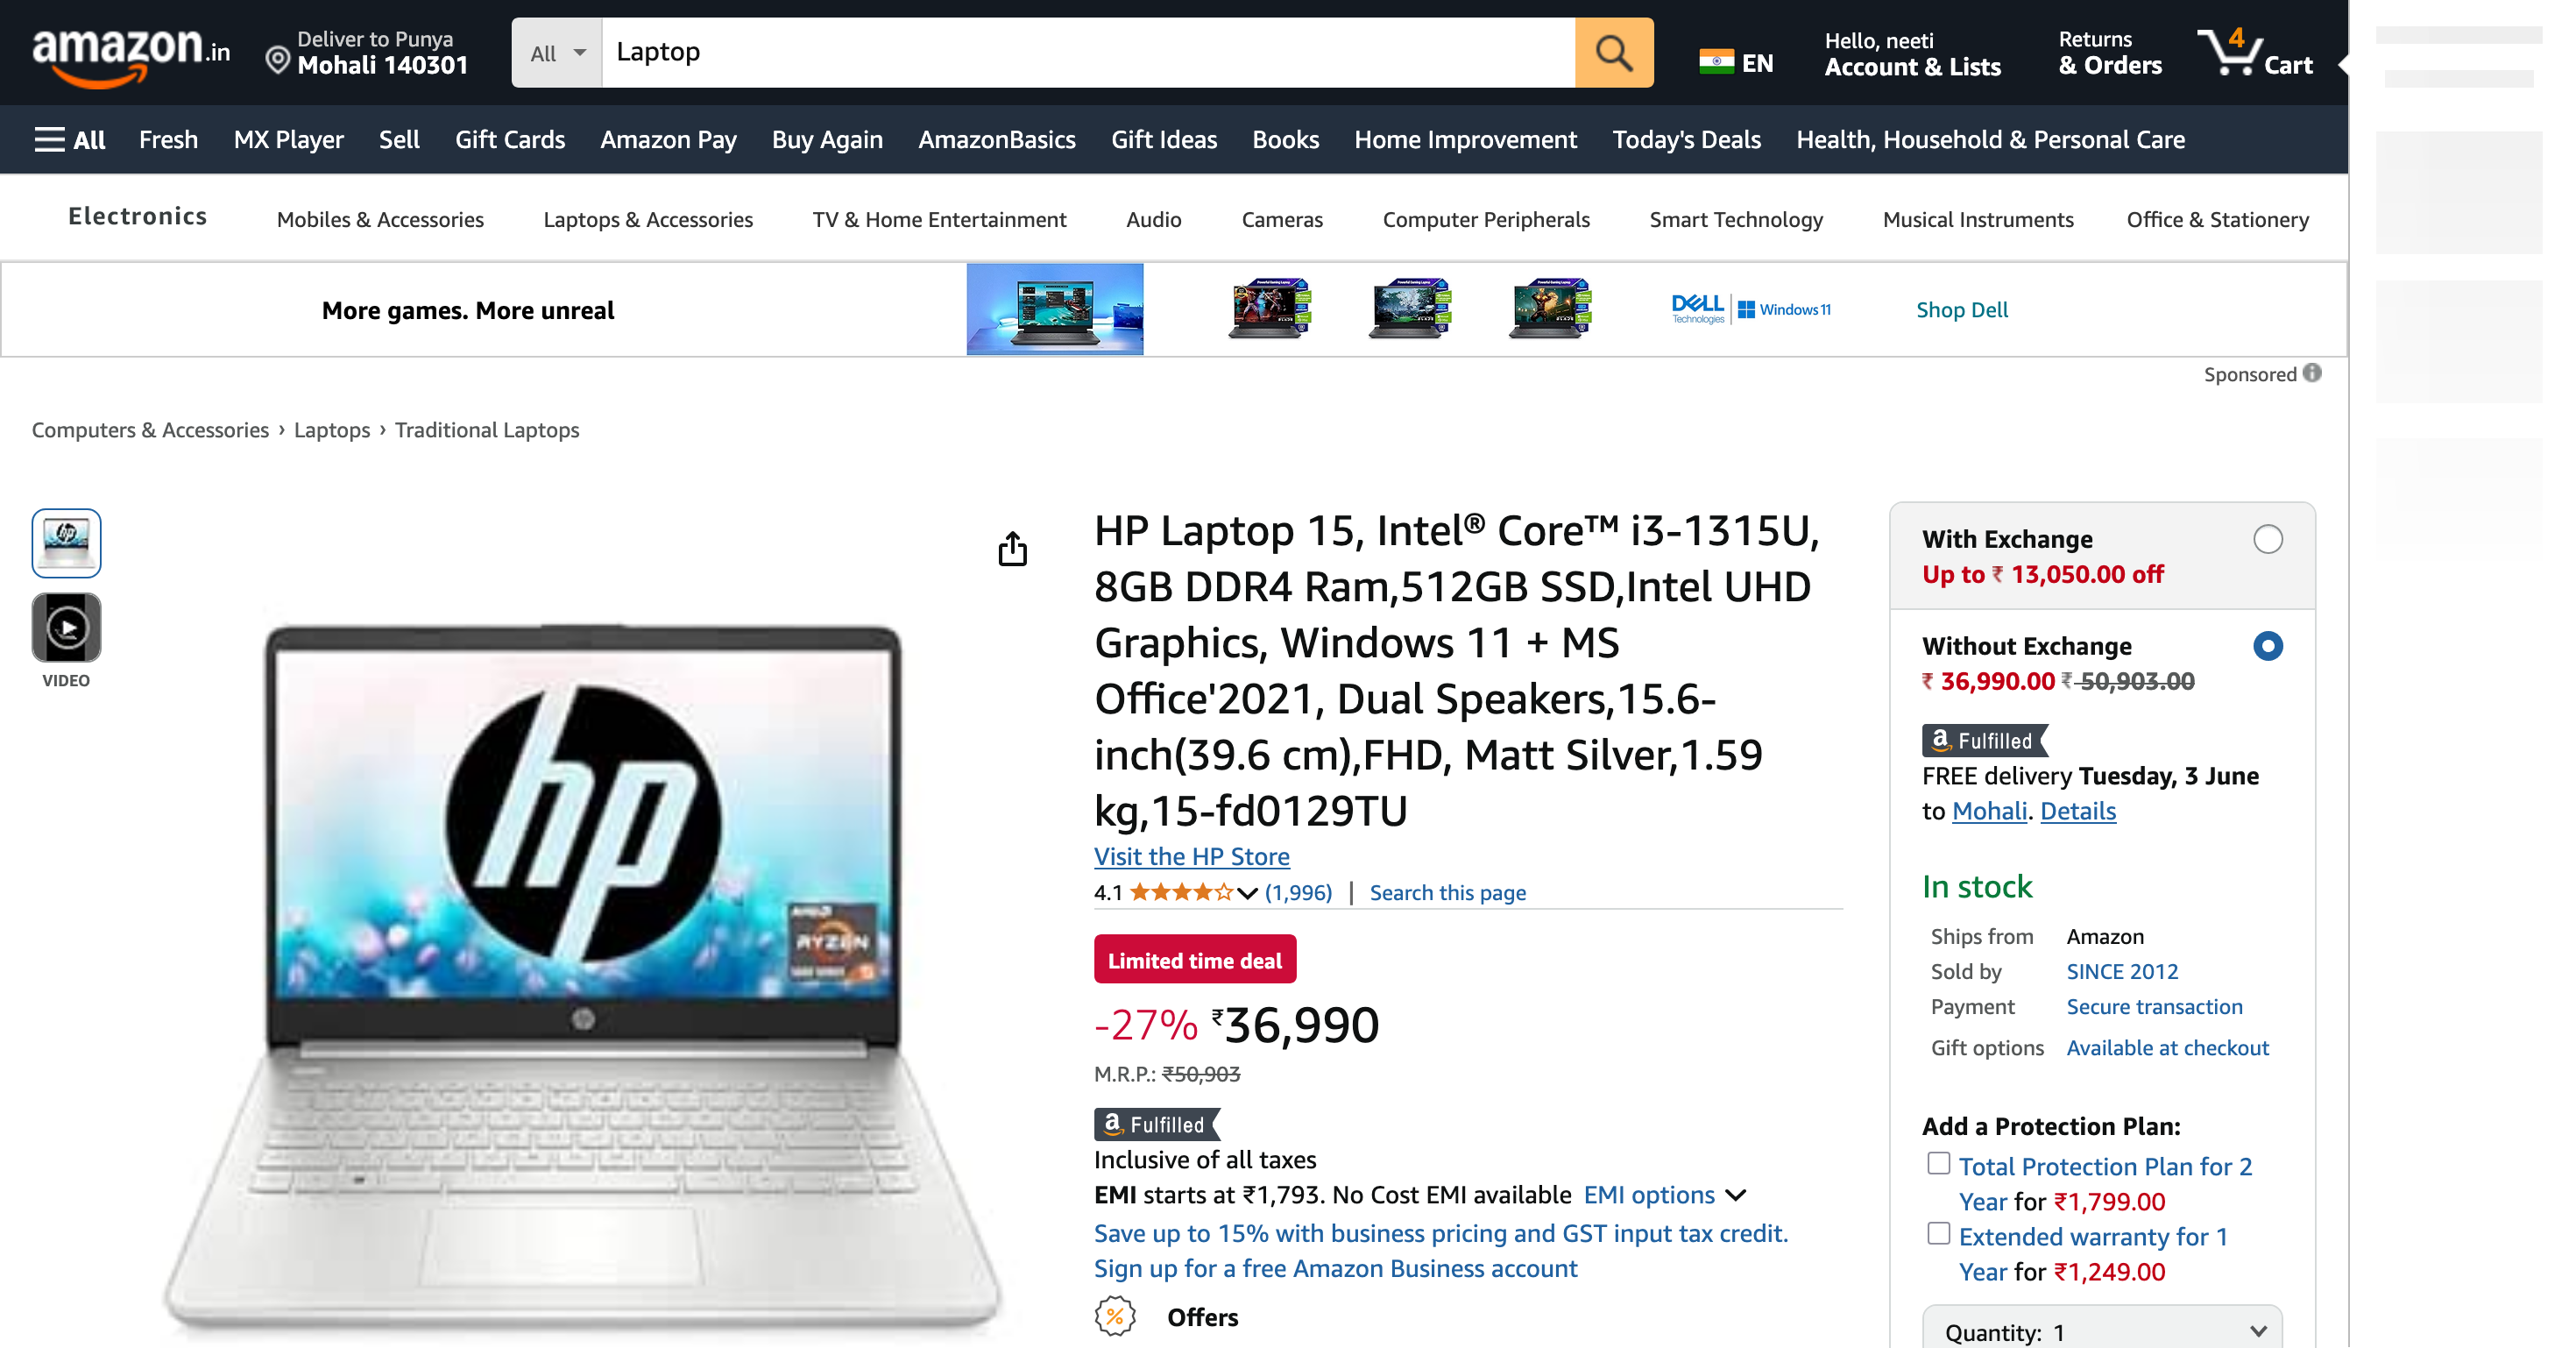 amazon.in
Deliver to Punya
Mohali 140301
All
Laptop
EN
Hello, neeti
Account & Lists
Returns
& Orders
4
Cart
All
Fresh
MX Player
Sell
Gift Cards
Amazon Pay
Buy Again
AmazonBasics
Gift Ideas
Books
Home Improvement
Today's Deals
Health, Household & Personal Care
Electronics
Mobiles & Accessories
Laptops & Accessories
TV & Home Entertainment
Audio
Cameras
Computer Peripherals
Smart Technology
Musical Instruments
Office & Stationery
More games. More unreal
DELL
Technologies
Windows 11
Shop Dell
Sponsored
Computers & Accessories › Laptops › Traditional Laptops
VIDEO
hp
AMD
RYZEN
HP Laptop 15, Intel® Core™ i3-1315U,
8GB DDR4 Ram,512GB SSD,Intel UHD
Graphics, Windows 11 + MS
Office'2021, Dual Speakers,15.6-
inch(39.6 cm),FHD, Matt Silver,1.59
kg,15-fd0129TU
Visit the HP Store
4.1 (1,996) | Search this page
Limited time deal
-27% ₹36,990
M.R.P.: ₹50,903
Fulfilled
Inclusive of all taxes
EMI starts at ₹1,793. No Cost EMI available EMI options
Save up to 15% with business pricing and GST input tax credit.
Sign up for a free Amazon Business account
Offers
With Exchange
Up to ₹ 13,050.00 off
Without Exchange
₹ 36,990.00 ₹ 50,903.00
Fulfilled
FREE delivery Tuesday, 3 June
to Mohali. Details
In stock
Ships from Amazon
Sold by SINCE 2012
Payment Secure transaction
Gift options Available at checkout
Add a Protection Plan:
Total Protection Plan for 2
Year for ₹1,799.00
Extended warranty for 1
Year for ₹1,249.00
Quantity: 1